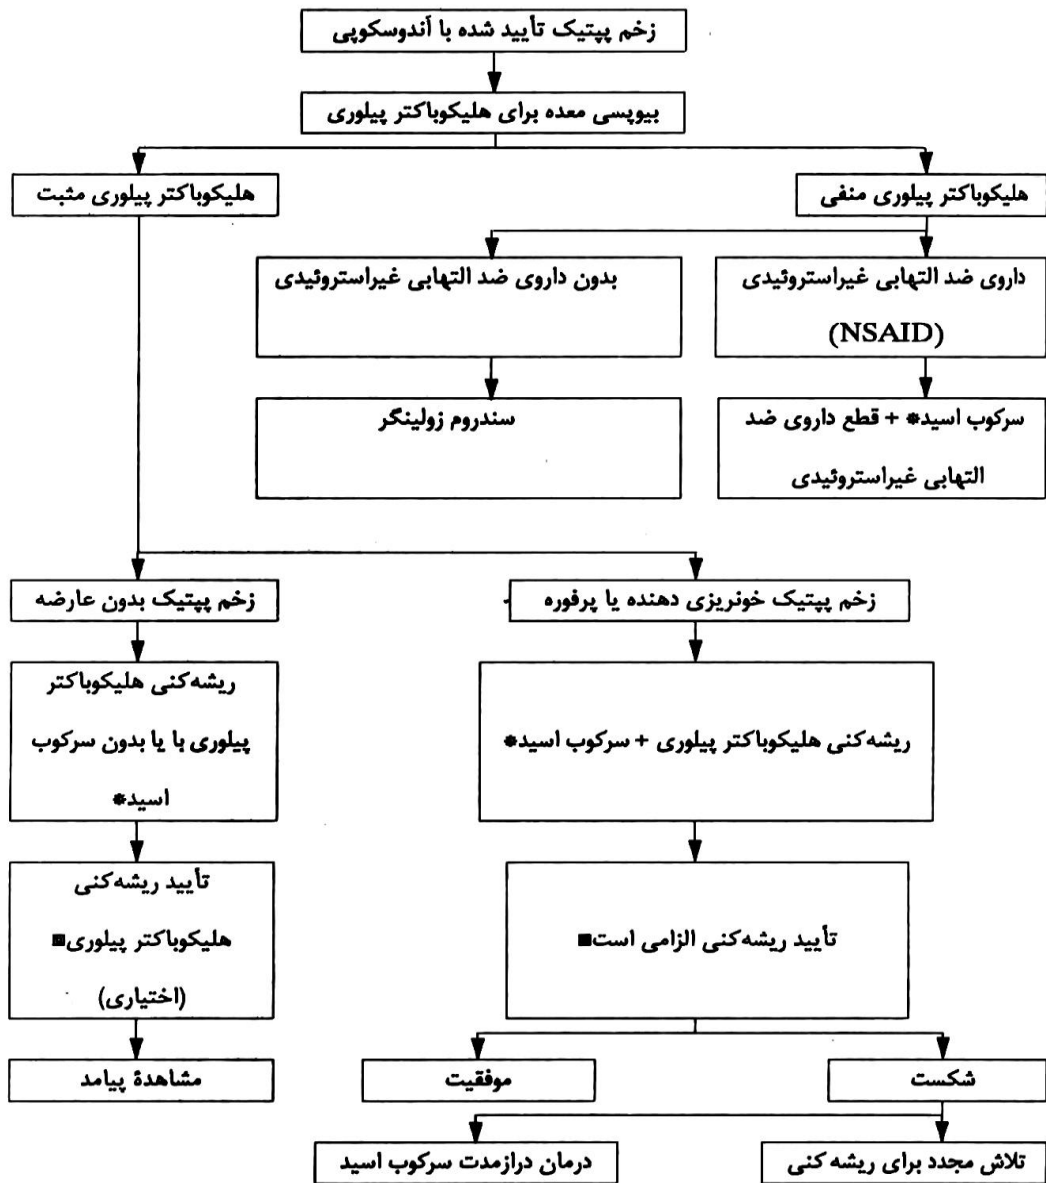 زخم پپتیک تأیید شده با آندوسکوپی
بیوپسی معده برای هلیکوباکتر پیلوری
هلیکوباکتر پیلوری منفی
هلیکوباکتر پیلوری مثبت
داروی ضد التهابی غیراستروئیدی
(NSAID)
بدون داروی ضد التهابی غیراستروئیدی
سرکوب اسید* + قطع داروی ضد
التهابی غیراستروئیدی
سندروم زولینگر
زخم پپتیک خونریزی دهنده یا پرفوره
زخم پپتیک بدون عارضه
ریشه‌کنی هلیکوباکتر پیلوری + سرکوب اسید*
ریشه‌کنی هلیکوباکتر
پیلوری با یا بدون سرکوب
اسید*
تأیید ریشه‌کنی الزامی است■
تأیید ریشه‌کنی
هلیکوباکتر پیلوری■
(اختیاری)
شکست
موفقیت
مشاهدۀ پیامد
تلاش مجدد برای ریشه کنی
درمان درازمدت سرکوب اسید